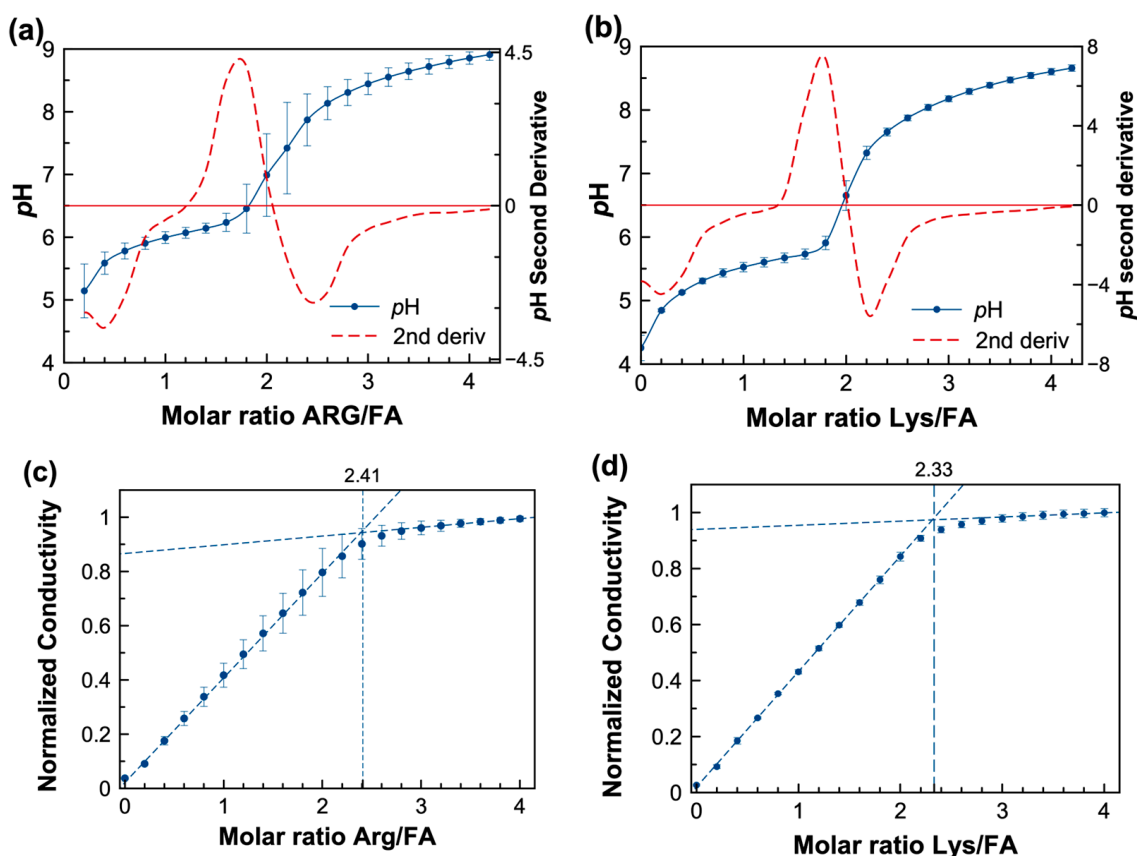 (a)
9
8
7
6
5
4
pH
4.5
0
−4.5
pH Second Derivative
pH
2nd deriv
0 1 2 3 4
Molar ratio ARG/FA
(b)
9
8
7
6
5
4
pH
8
4
0
−4
−8
pH second derivative
pH
2nd deriv
0 1 2 3 4
Molar ratio Lys/FA
(c)
2.41
1
0.8
0.6
0.4
0.2
0
Normalized Conductivity
0 1 2 3 4
Molar ratio Arg/FA
(d)
2.33
1
0.8
0.6
0.4
0.2
0
Normalized Conductivity
0 1 2 3 4
Molar ratio Lys/FA